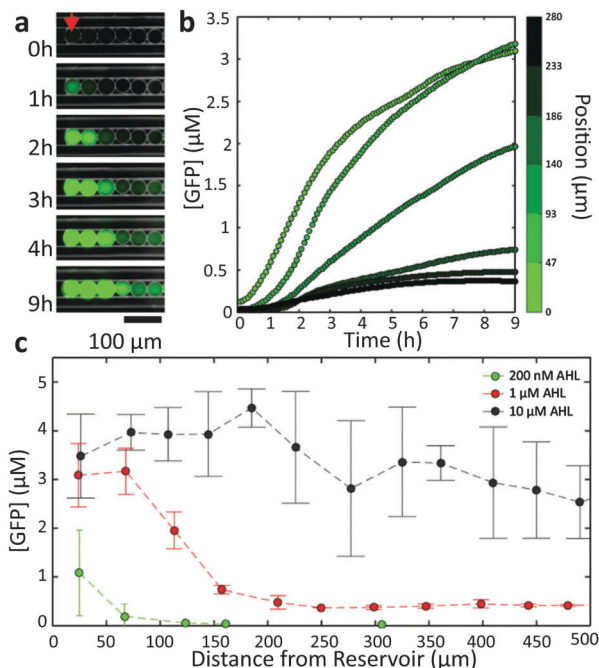 a
0h
1h
2h
3h
4h
9h
100 µm
b
[GFP] (µM)
3.5
3
2.5
2
1.5
1
0.5
0
0 1 2 3 4 5 6 7 8 9
Time (h)
280
233
186
140
93
47
0
Position (µm)
c
[GFP] (µM)
5
4
3
2
1
0
0 50 100 150 200 250 300 350 400 450 500
Distance from Reservoir (µm)
200 nM AHL
1 µM AHL
10 µM AHL